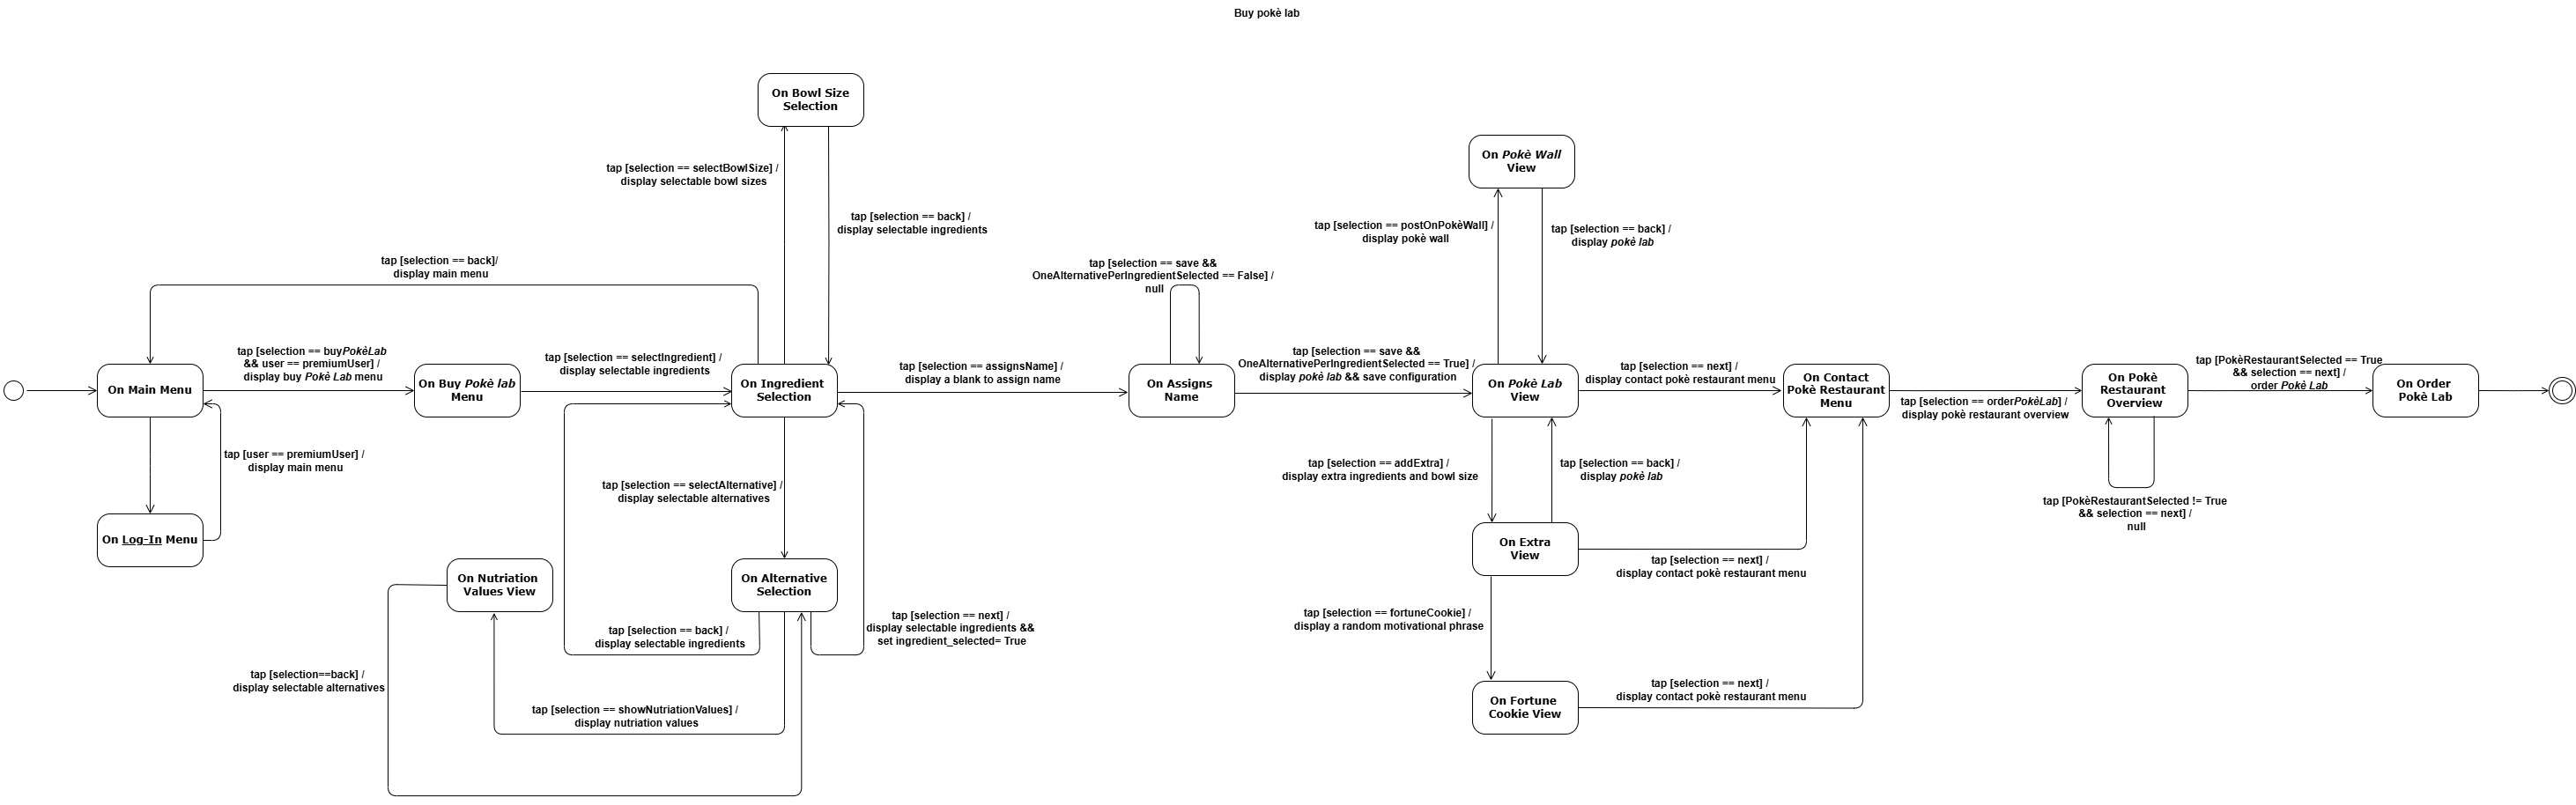 Buy pokè lab
On Bowl Size
Selection
tap [selection == selectBowlSize] /
display selectable bowl sizes
tap [selection == back] /
display selectable ingredients
On Pokè Wall
View
tap [selection == postOnPokèWall] /
display pokè wall
tap [selection == back] /
display pokè lab
tap [selection == back]/
display main menu
tap [selection == save &&
OneAlternativePerIngredientSelected == False] /
null
On Main Menu
tap [selection == buyPokèLab
&& user == premiumUser] /
display buy Pokè Lab menu
On Buy Pokè lab
Menu
tap [selection == selectIngredient] /
display selectable ingredients
On Ingredient
Selection
tap [selection == assignsName] /
display a blank to assign name
On Assigns
Name
tap [selection == save &&
OneAlternativePerIngredientSelected == True] /
display pokè lab && save configuration
On Pokè Lab
View
tap [selection == next] /
display contact pokè restaurant menu
On Contact
Pokè Restaurant
Menu
tap [selection == orderPokèLab] /
display pokè restaurant overview
On Pokè
Restaurant
Overview
tap [PokèRestaurantSelected == True
&& selection == next] /
order Pokè Lab
On Order
Pokè Lab
tap [user == premiumUser] /
display main menu
On Log-In Menu
tap [selection == selectAlternative] /
display selectable alternatives
tap [selection == addExtra] /
display extra ingredients and bowl size
tap [selection == back] /
display pokè lab
tap [PokèRestaurantSelected != True
&& selection == next] /
null
On Extra
View
tap [selection == next] /
display contact pokè restaurant menu
On Nutriation
Values View
On Alternative
Selection
tap [selection == back] /
display selectable ingredients
tap [selection == next] /
display selectable ingredients &&
set ingredient_selected= True
tap [selection == fortuneCookie] /
display a random motivational phrase
tap [selection==back] /
display selectable alternatives
tap [selection == showNutriationValues] /
display nutriation values
On Fortune
Cookie View
tap [selection == next] /
display contact pokè restaurant menu